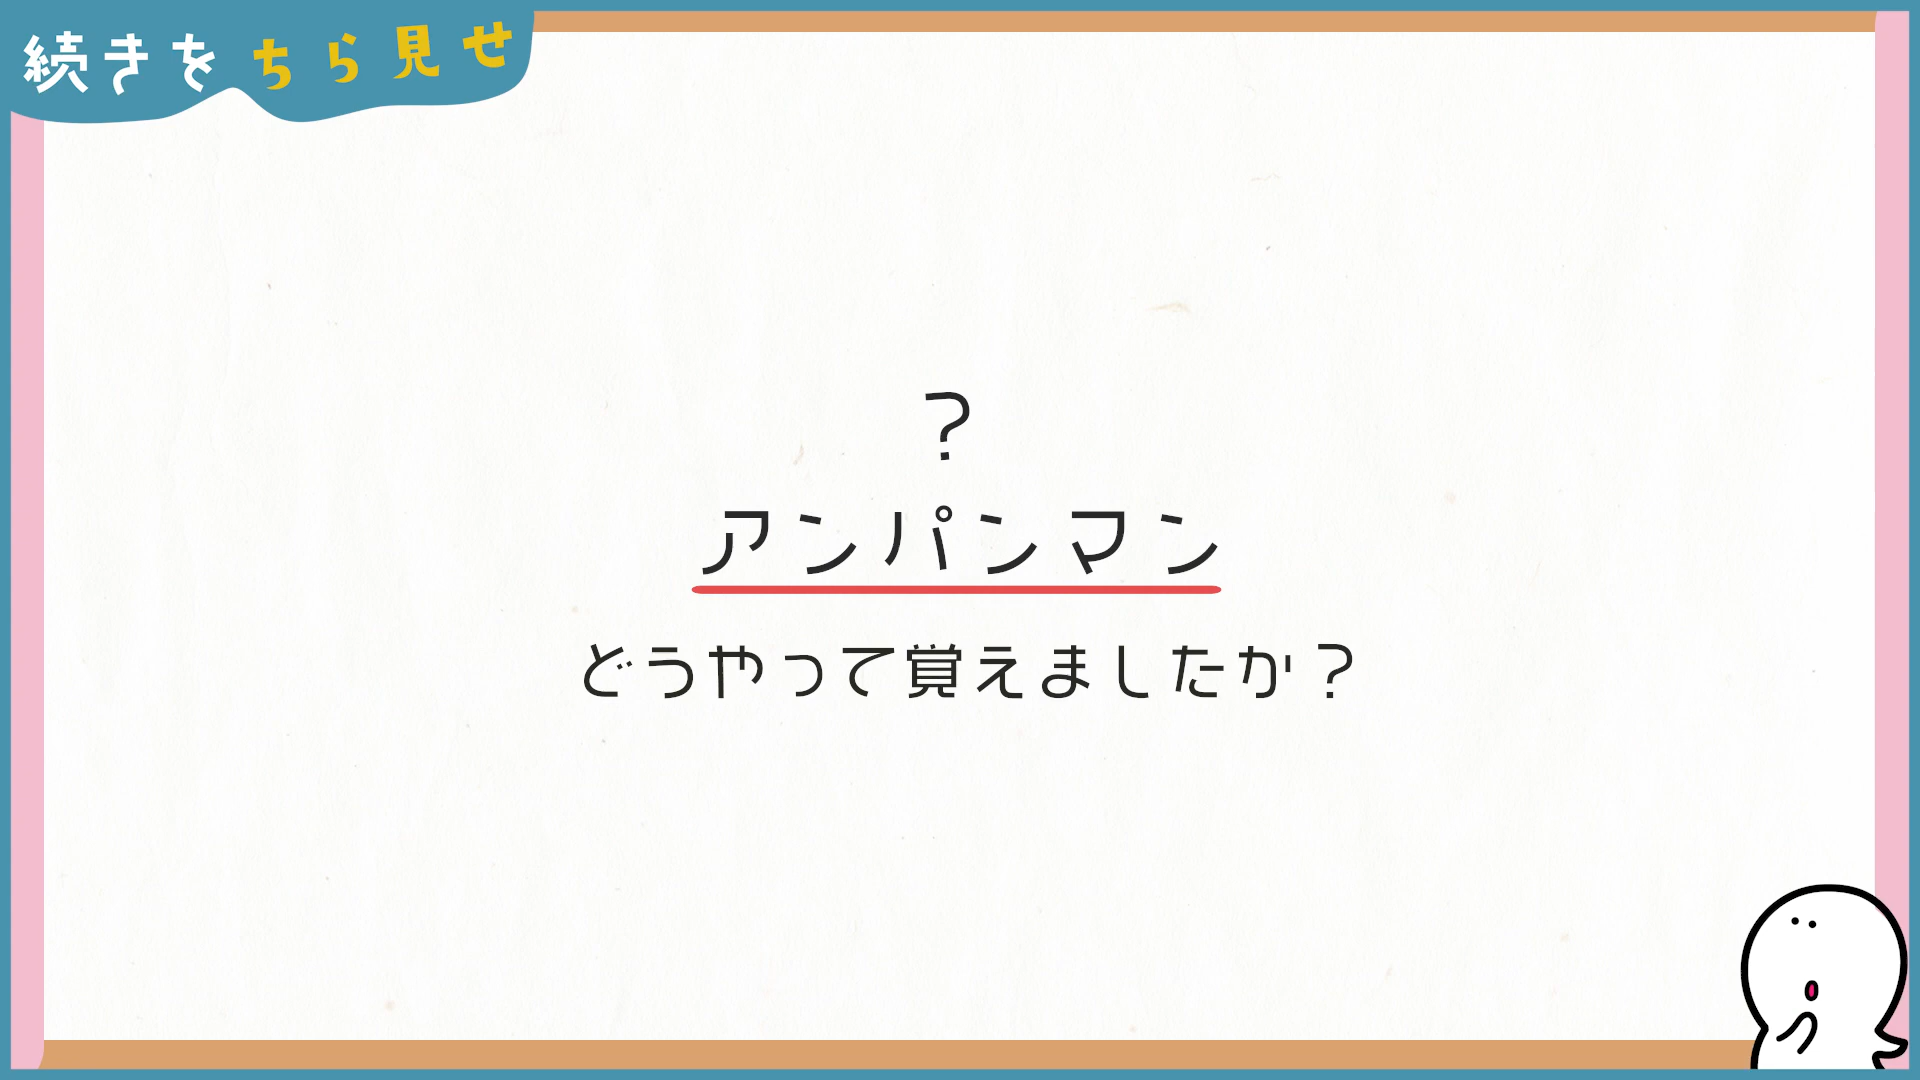 続きをちら見せ
？
アンパンマン
どうやって覚えましたか？